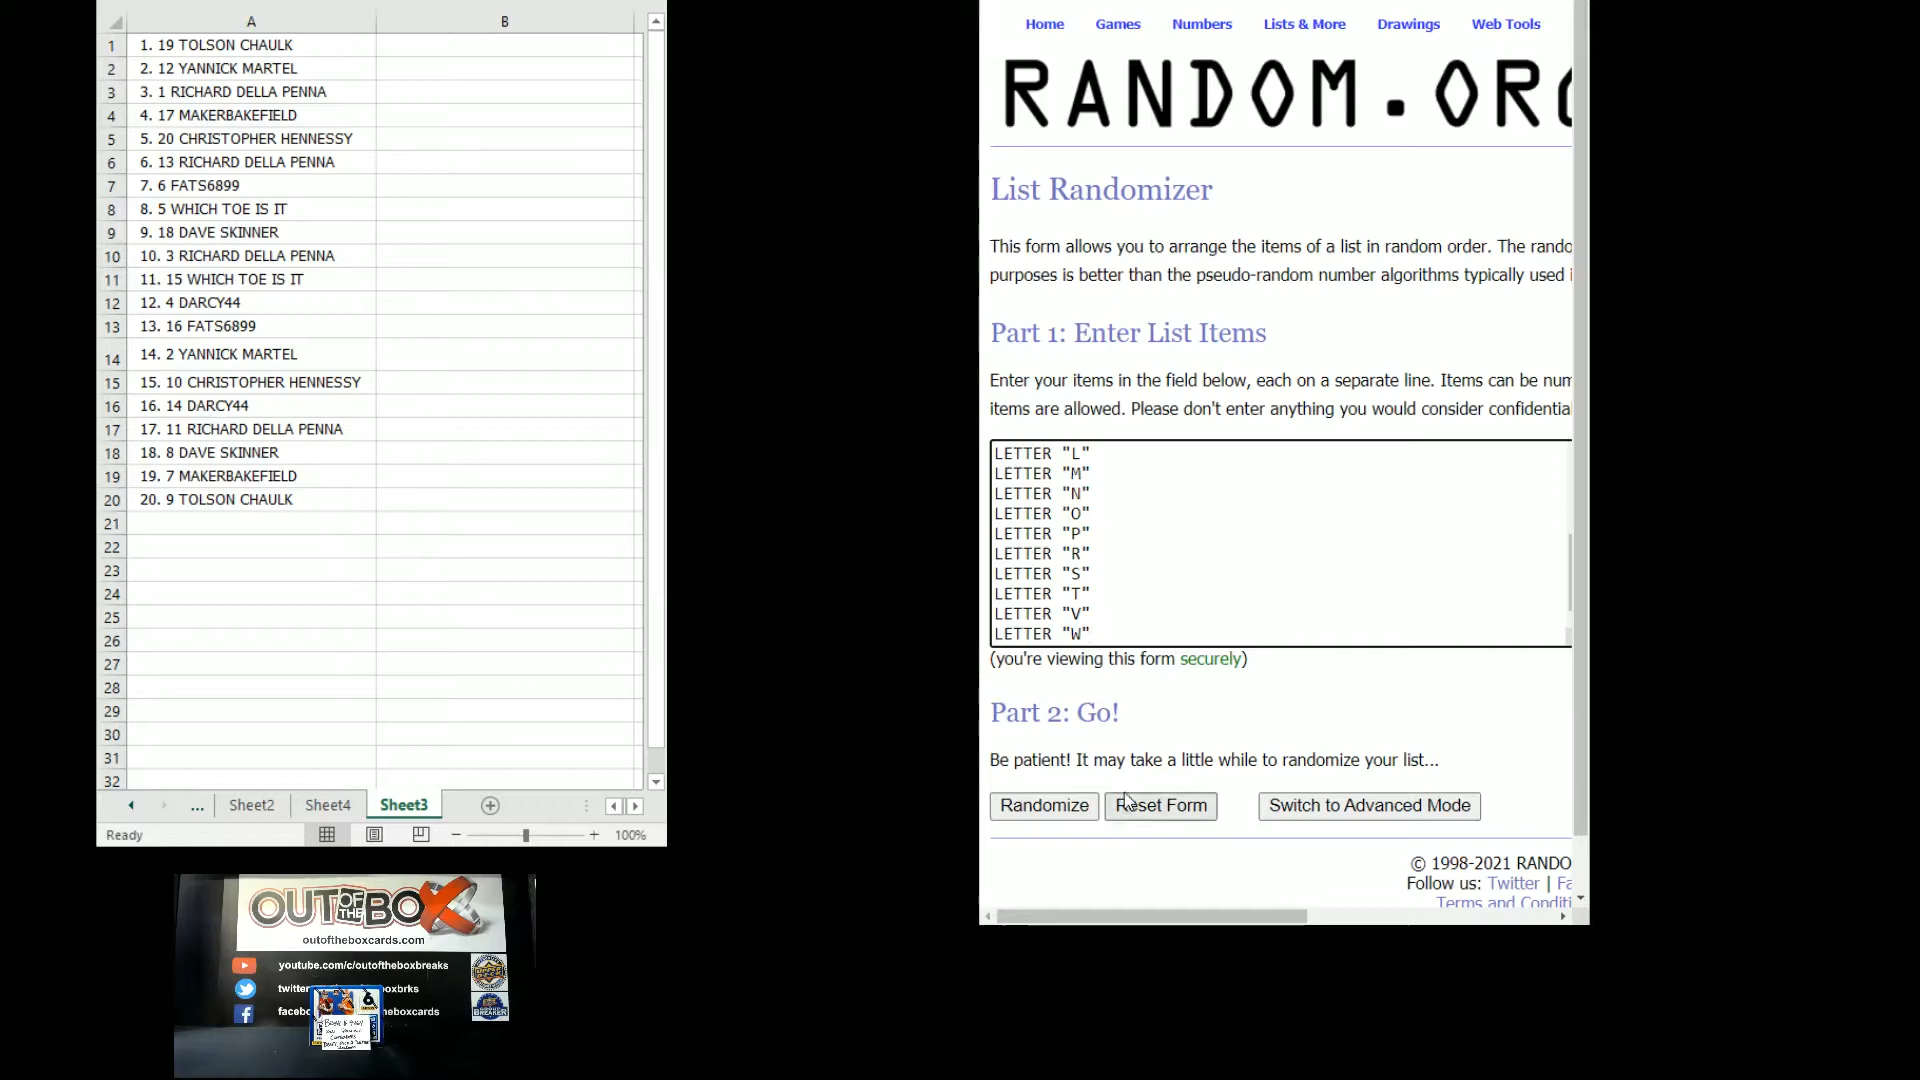 A B
1 1. 19 TOLSON CHAULK
2 2. 12 YANNICK MARTEL
3 3. 1 RICHARD DELLA PENNA
4 4. 17 MAKERBAKEFIELD
5 5. 20 CHRISTOPHER HENNESSY
6 6. 13 RICHARD DELLA PENNA
7 7. 6 FATS6899
8 8. 5 WHICH TOE IS IT
9 9. 18 DAVE SKINNER
10 10. 3 RICHARD DELLA PENNA
11 11. 15 WHICH TOE IS IT
12 12. 4 DARCY44
13 13. 16 FATS6899
14 14. 2 YANNICK MARTEL
15 15. 10 CHRISTOPHER HENNESSY
16 16. 14 DARCY44
17 17. 11 RICHARD DELLA PENNA
18 18. 8 DAVE SKINNER
19 19. 7 MAKERBAKEFIELD
20 20. 9 TOLSON CHAULK
21
22
23
24
25
26
27
28
29
30
31
32
... Sheet2 Sheet4 Sheet3
Ready 100%
OUT OF THE BOX
outoftheboxcards.com
youtube.com/c/outoftheboxbreaks
twitter oxbrks
facebo theboxcards
6
Home Games Numbers Lists & More Drawings Web Tools
RANDOM.ORG
List Randomizer
This form allows you to arrange the items of a list in random order. The rando
purposes is better than the pseudo-random number algorithms typically used i
Part 1: Enter List Items
Enter your items in the field below, each on a separate line. Items can be num
items are allowed. Please don't enter anything you would consider confidentia
LETTER "L"
LETTER "M"
LETTER "N"
LETTER "O"
LETTER "P"
LETTER "R"
LETTER "S"
LETTER "T"
LETTER "V"
LETTER "W"
(you're viewing this form securely)
Part 2: Go!
Be patient! It may take a little while to randomize your list...
Randomize Reset Form Switch to Advanced Mode
© 1998-2021 RANDO
Follow us: Twitter | Fa
Terms and Conditi